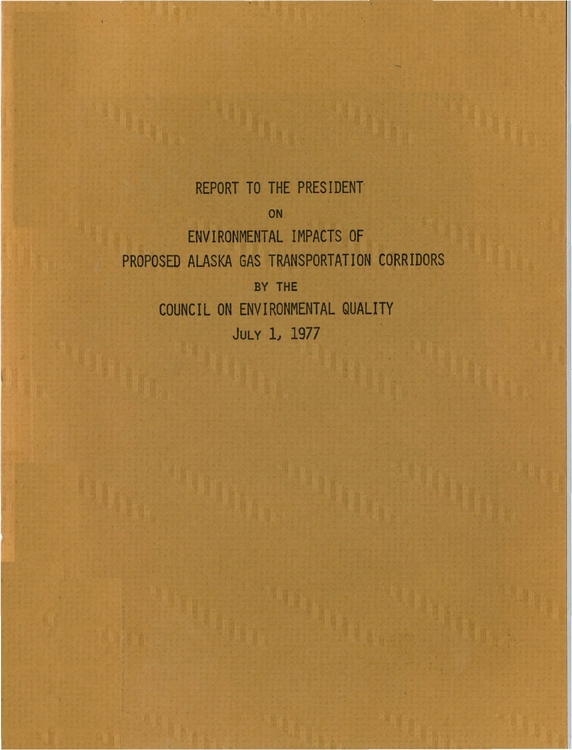 REPORT TO THE PRESIDENT
ON
ENVIRONMENTAL IMPACTS OF
PROPOSED ALASKA GAS TRANSPORTATION CORRIDORS
BY THE
COUNCIL ON ENVIRONMENTAL QUALITY
JULY 1, 1977